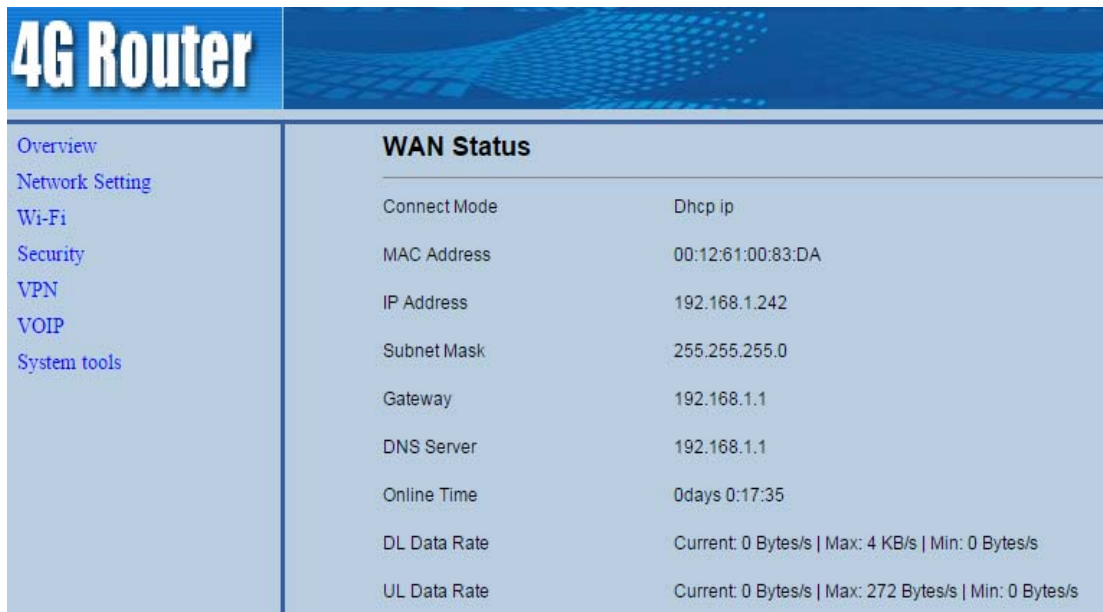 4G Router
Overview
Network Setting
Wi-Fi
Security
VPN
VOIP
System tools
WAN Status
Connect Mode Dhcp ip
MAC Address 00:12:61:00:83:DA
IP Address 192.168.1.242
Subnet Mask 255.255.255.0
Gateway 192.168.1.1
DNS Server 192.168.1.1
Online Time 0days 0:17:35
DL Data Rate Current: 0 Bytes/s | Max: 4 KB/s | Min: 0 Bytes/s
UL Data Rate Current: 0 Bytes/s | Max: 272 Bytes/s | Min: 0 Bytes/s